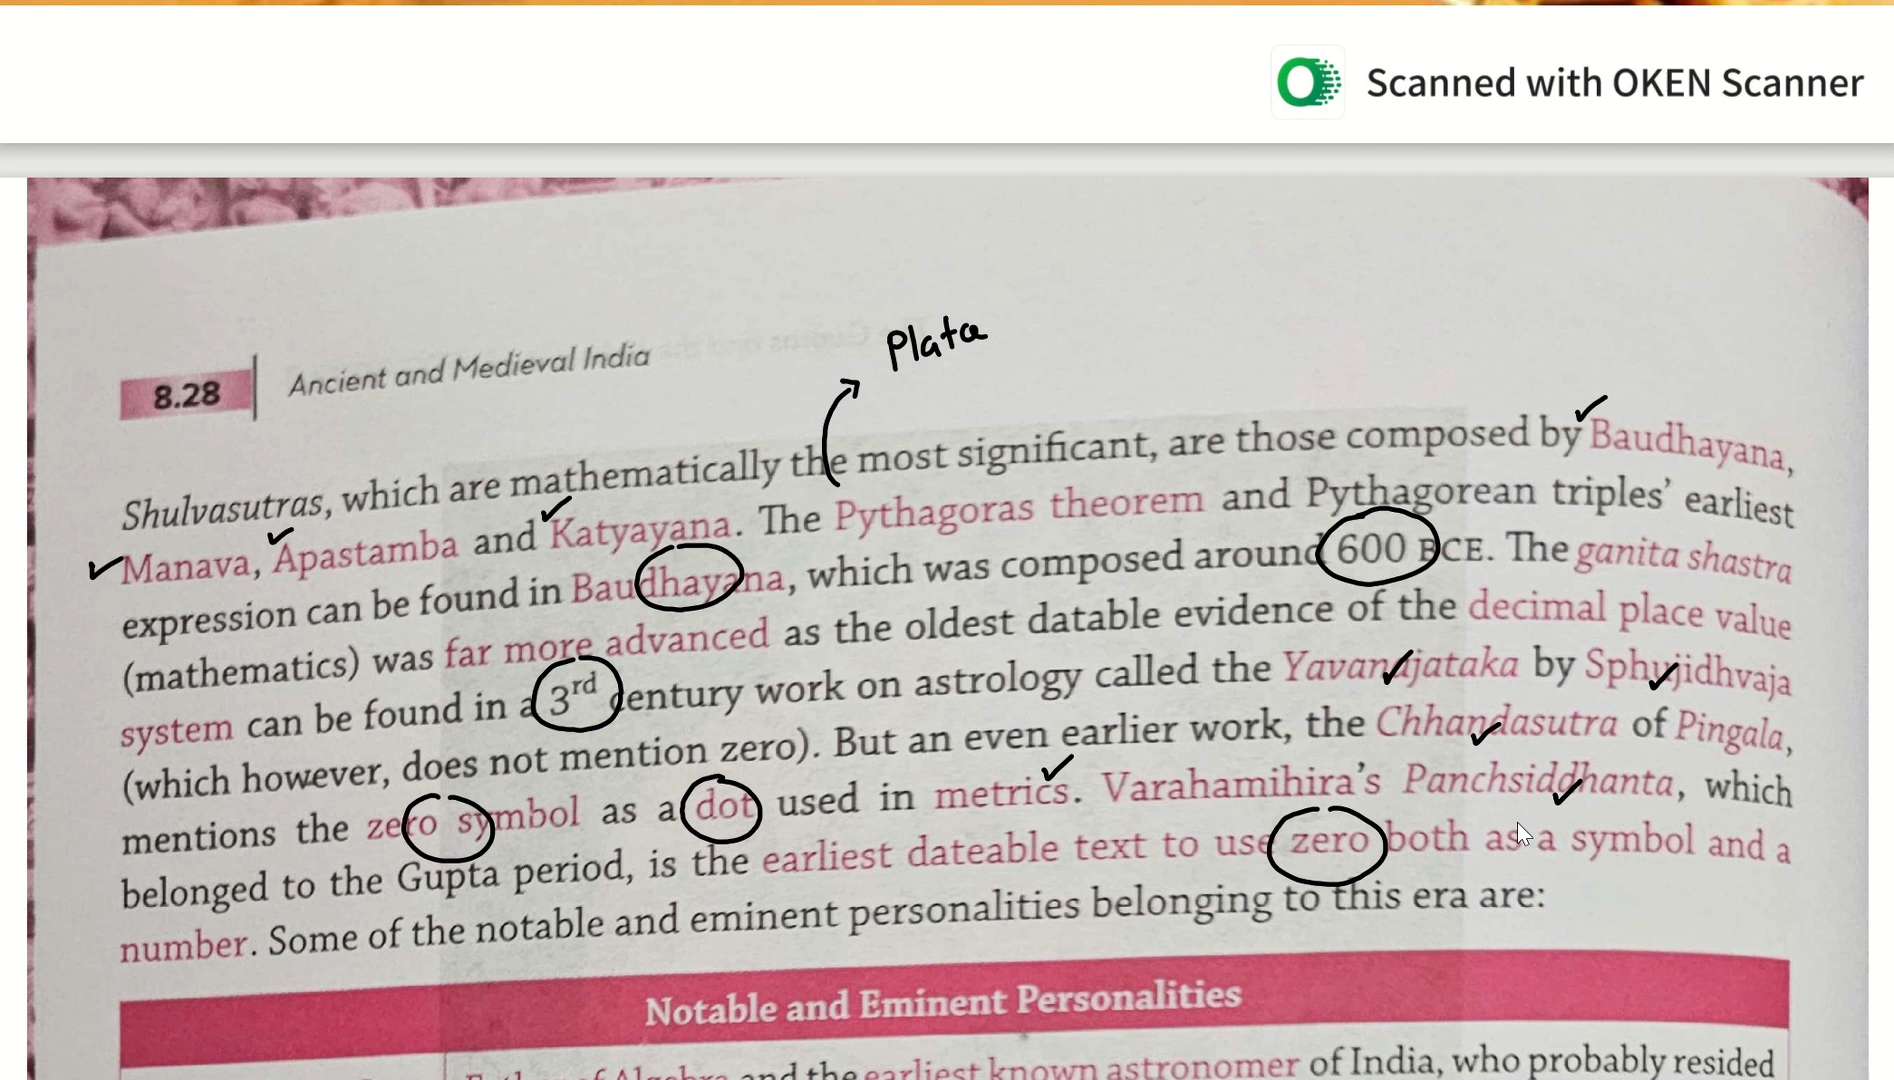 Scanned with OKEN Scanner
Plata
8.28 Ancient and Medieval India
Shulvasutras, which are mathematically the most significant, are those composed by Baudhayana,
Manava, Apastamba and Katyayana. The Pythagoras theorem and Pythagorean triples’ earliest
expression can be found in Baudhayana, which was composed around 600 BCE. The ganita shastra
(mathematics) was far more advanced as the oldest datable evidence of the decimal place value
system can be found in a 3rd century work on astrology called the Yavanajataka by Sphujidhvaja
(which however, does not mention zero). But an even earlier work, the Chhandasutra of Pingala,
mentions the zero symbol as a dot used in metrics. Varahamihira’s Panchsiddhanta, which
belonged to the Gupta period, is the earliest dateable text to use zero both as a symbol and a
number. Some of the notable and eminent personalities belonging to this era are:
Notable and Eminent Personalities
of Algebra and the earliest known astronomer of India, who probably resided